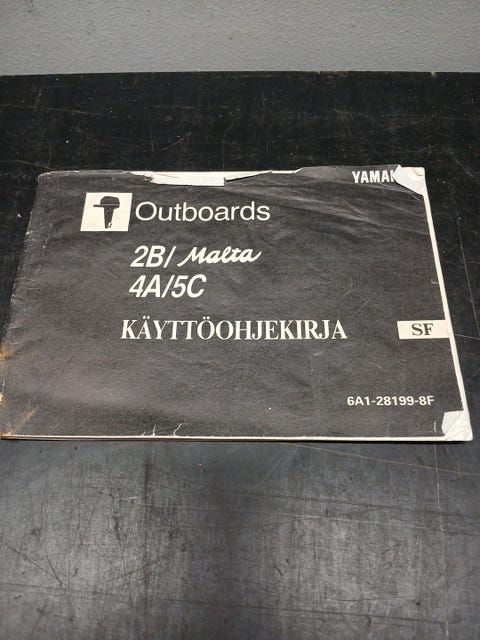 YAMAH
Outboards
2B/ Malta
4A/5C
KÄYTTÖOHJEKIRJA
SF
6A1-28199-8F